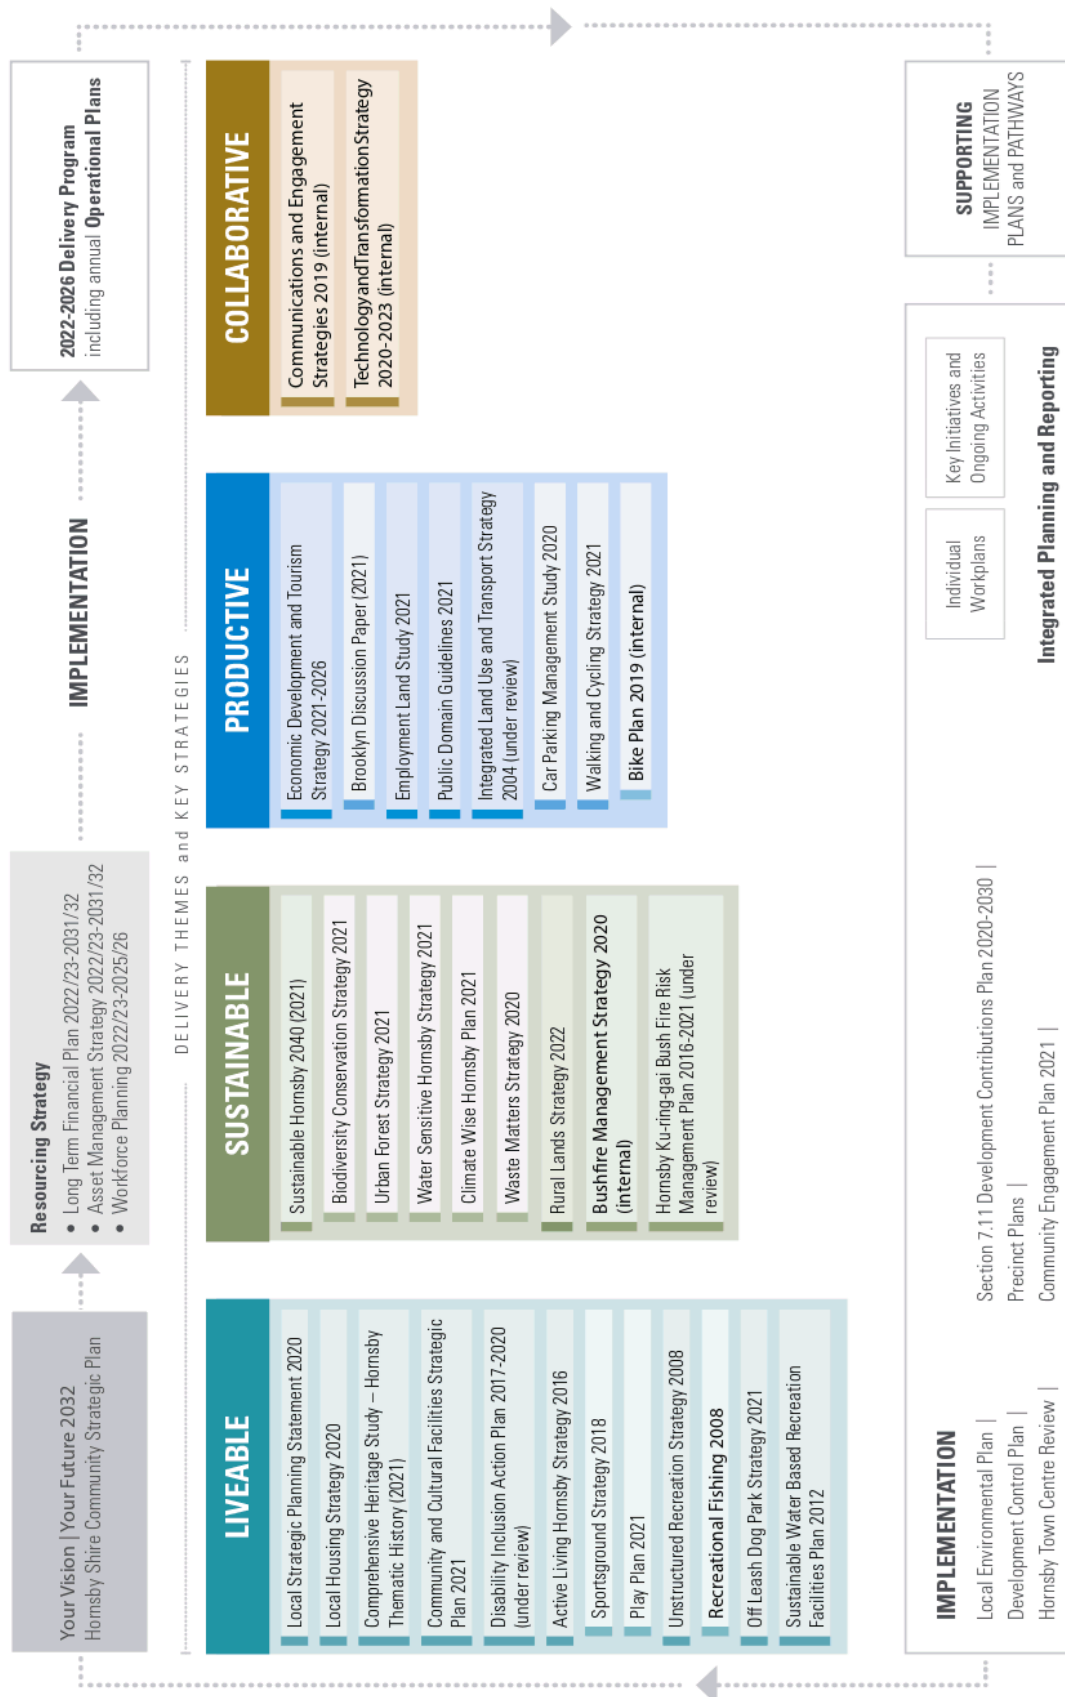 Your Vision | Your Future 2032
Hornsby Shire Community Strategic Plan
Resourcing Strategy
• Long Term Financial Plan 2022/23-2031/32
• Asset Management Strategy 2022/23-2031/32
• Workforce Planning 2022/23-2025/26
IMPLEMENTATION
2022-2026 Delivery Program
including annual Operational Plans
DELIVERY THEMES and KEY STRATEGIES
LIVEABLE
Local Strategic Planning Statement 2020
Local Housing Strategy 2020
Comprehensive Heritage Study – Hornsby
Thematic History (2021)
Community and Cultural Facilities Strategic
Plan 2021
Disability Inclusion Action Plan 2017-2020
(under review)
Active Living Hornsby Strategy 2016
Sportsground Strategy 2018
Play Plan 2021
Unstructured Recreation Strategy 2008
Recreational Fishing 2008
Off Leash Dog Park Strategy 2021
Sustainable Water Based Recreation
Facilities Plan 2012
SUSTAINABLE
Sustainable Hornsby 2040 (2021)
Biodiversity Conservation Strategy 2021
Urban Forest Strategy 2021
Water Sensitive Hornsby Strategy 2021
Climate Wise Hornsby Plan 2021
Waste Matters Strategy 2020
Rural Lands Strategy 2022
Bushfire Management Strategy 2020
(internal)
Hornsby Ku-ring-gai Bush Fire Risk
Management Plan 2016-2021 (under
review)
PRODUCTIVE
Economic Development and Tourism
Strategy 2021-2026
Brooklyn Discussion Paper (2021)
Employment Land Study 2021
Public Domain Guidelines 2021
Integrated Land Use and Transport Strategy
2004 (under review)
Car Parking Management Study 2020
Walking and Cycling Strategy 2021
Bike Plan 2019 (internal)
COLLABORATIVE
Communications and Engagement
Strategies 2019 (internal)
Technology and Transformation Strategy
2020-2023 (internal)
IMPLEMENTATION
Local Environmental Plan |
Development Control Plan |
Hornsby Town Centre Review |
Section 7.11 Development Contributions Plan 2020-2030 |
Precinct Plans |
Community Engagement Plan 2021 |
Individual
Workplans
Key Initiatives and
Ongoing Activities
Integrated Planning and Reporting
SUPPORTING
IMPLEMENTATION
PLANS and PATHWAYS